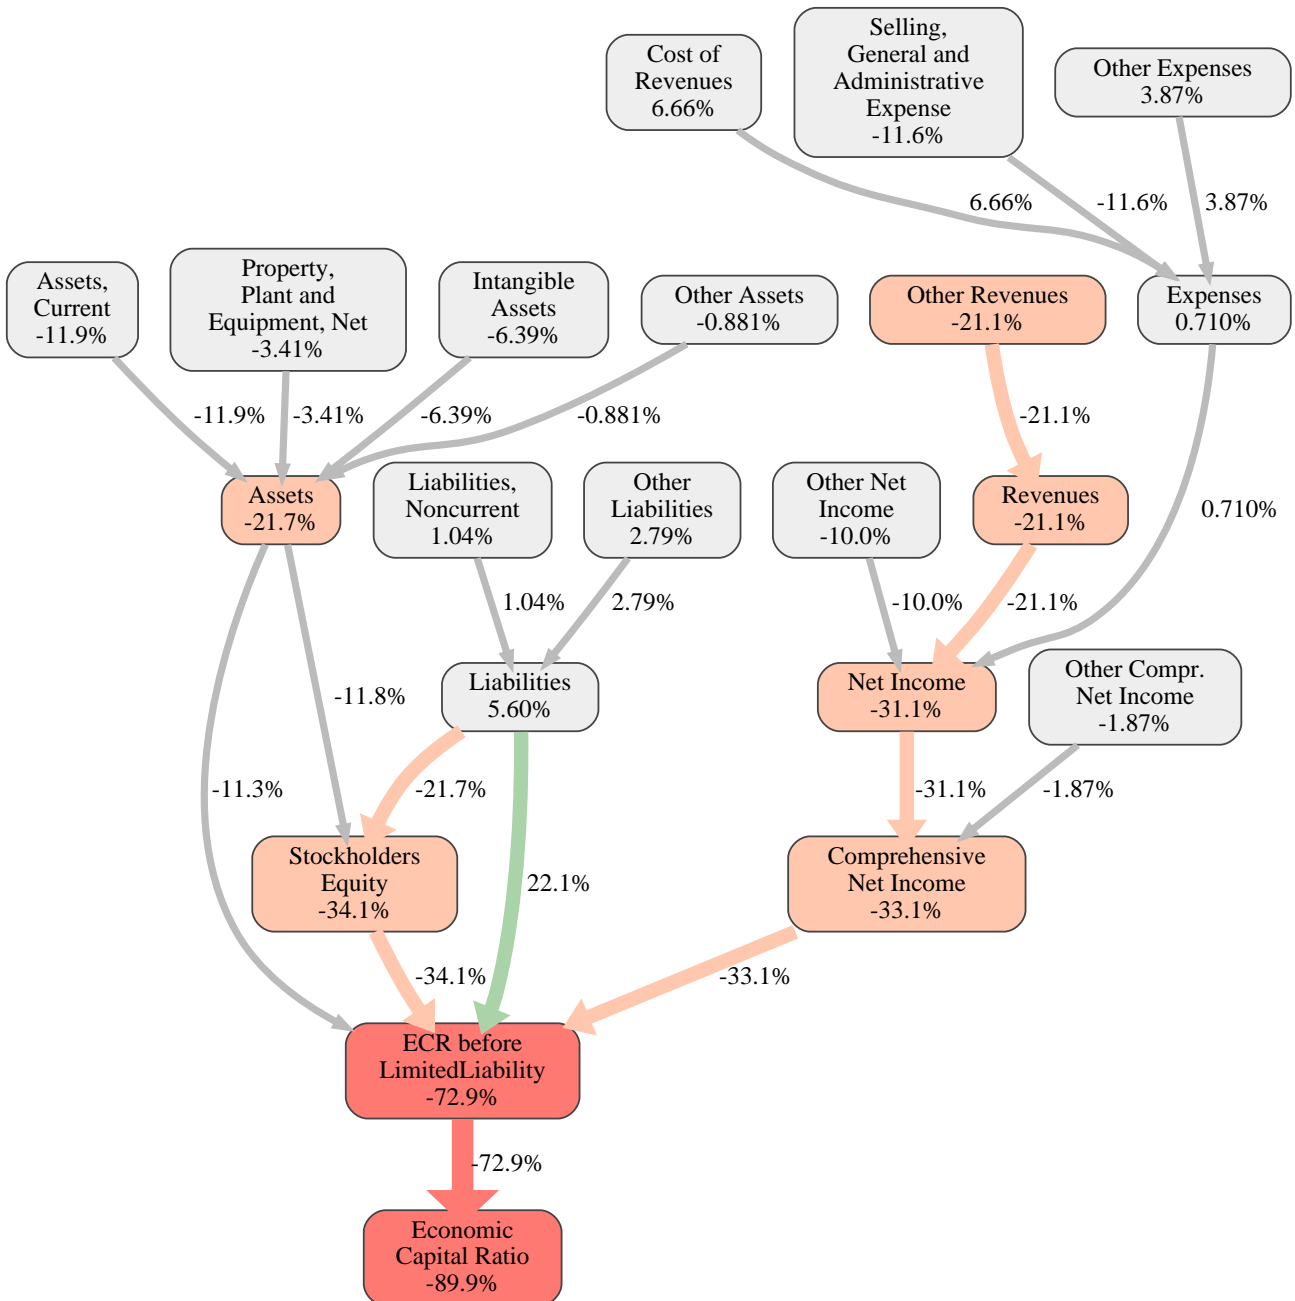 Cost of
Revenues
6.66%
Selling,
General and
Administrative
Expense
-11.6%
Other Expenses
3.87%
6.66%
-11.6%
3.87%
Assets,
Current
-11.9%
Property,
Plant and
Equipment, Net
-3.41%
Intangible
Assets
-6.39%
Other Assets
-0.881%
Other Revenues
-21.1%
Expenses
0.710%
-11.9%
-3.41%
-6.39%
-0.881%
-21.1%
Assets
-21.7%
Liabilities,
Noncurrent
1.04%
Other
Liabilities
2.79%
Other Net
Income
-10.0%
Revenues
-21.1%
0.710%
1.04%
2.79%
-10.0%
-21.1%
Liabilities
5.60%
Net Income
-31.1%
Other Compr.
Net Income
-1.87%
-11.8%
-11.3%
-21.7%
-31.1%
-1.87%
Stockholders
Equity
-34.1%
22.1%
Comprehensive
Net Income
-33.1%
-34.1%
-33.1%
ECR before
LimitedLiability
-72.9%
-72.9%
Economic
Capital Ratio
-89.9%